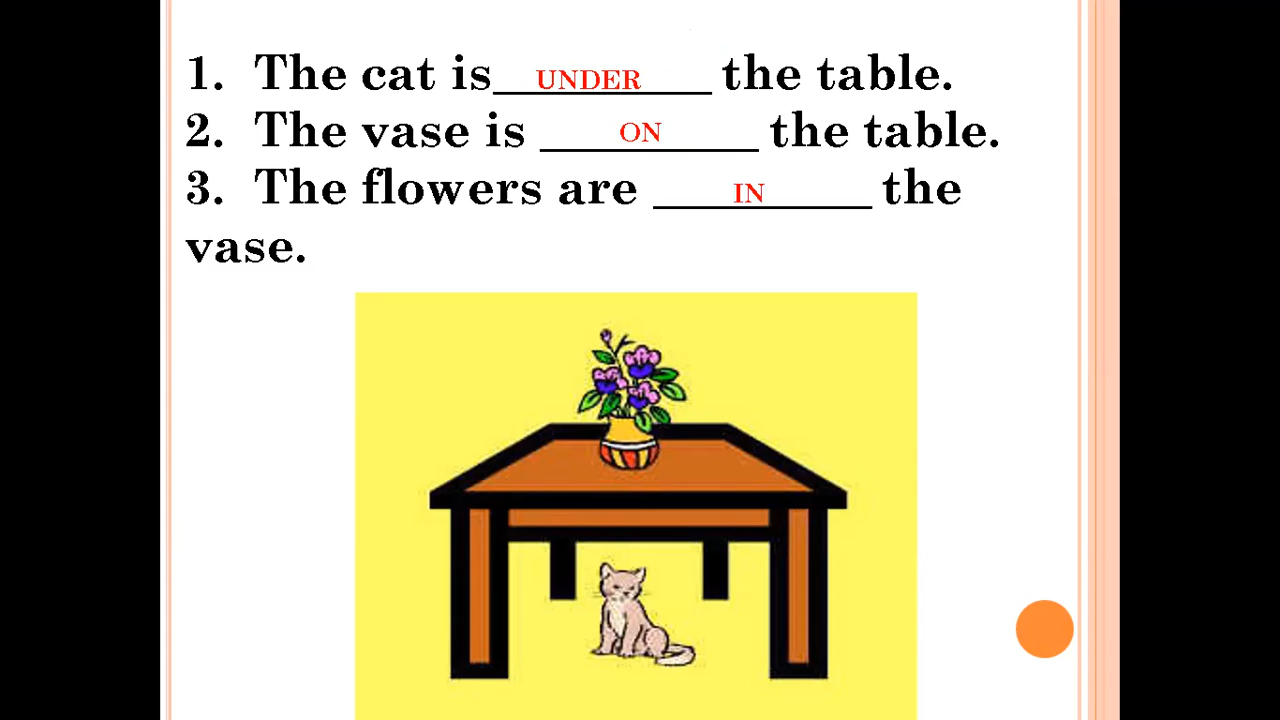 1. The cat is UNDER the table.
2. The vase is ON the table.
3. The flowers are IN the
vase.